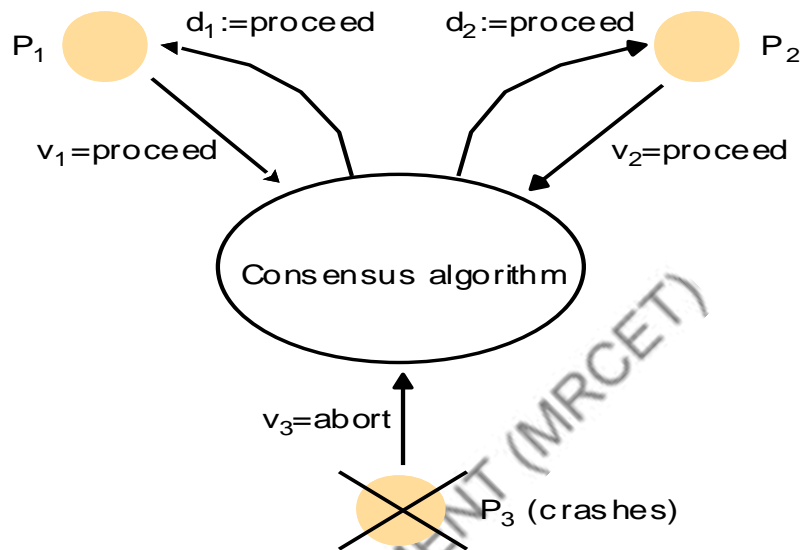 d1:=proceed
d2:=proceed
P1
P2
v1=proceed
v2=proceed
Consensus algorithm
v3=abort
P3 (crashes)
(MRCET)